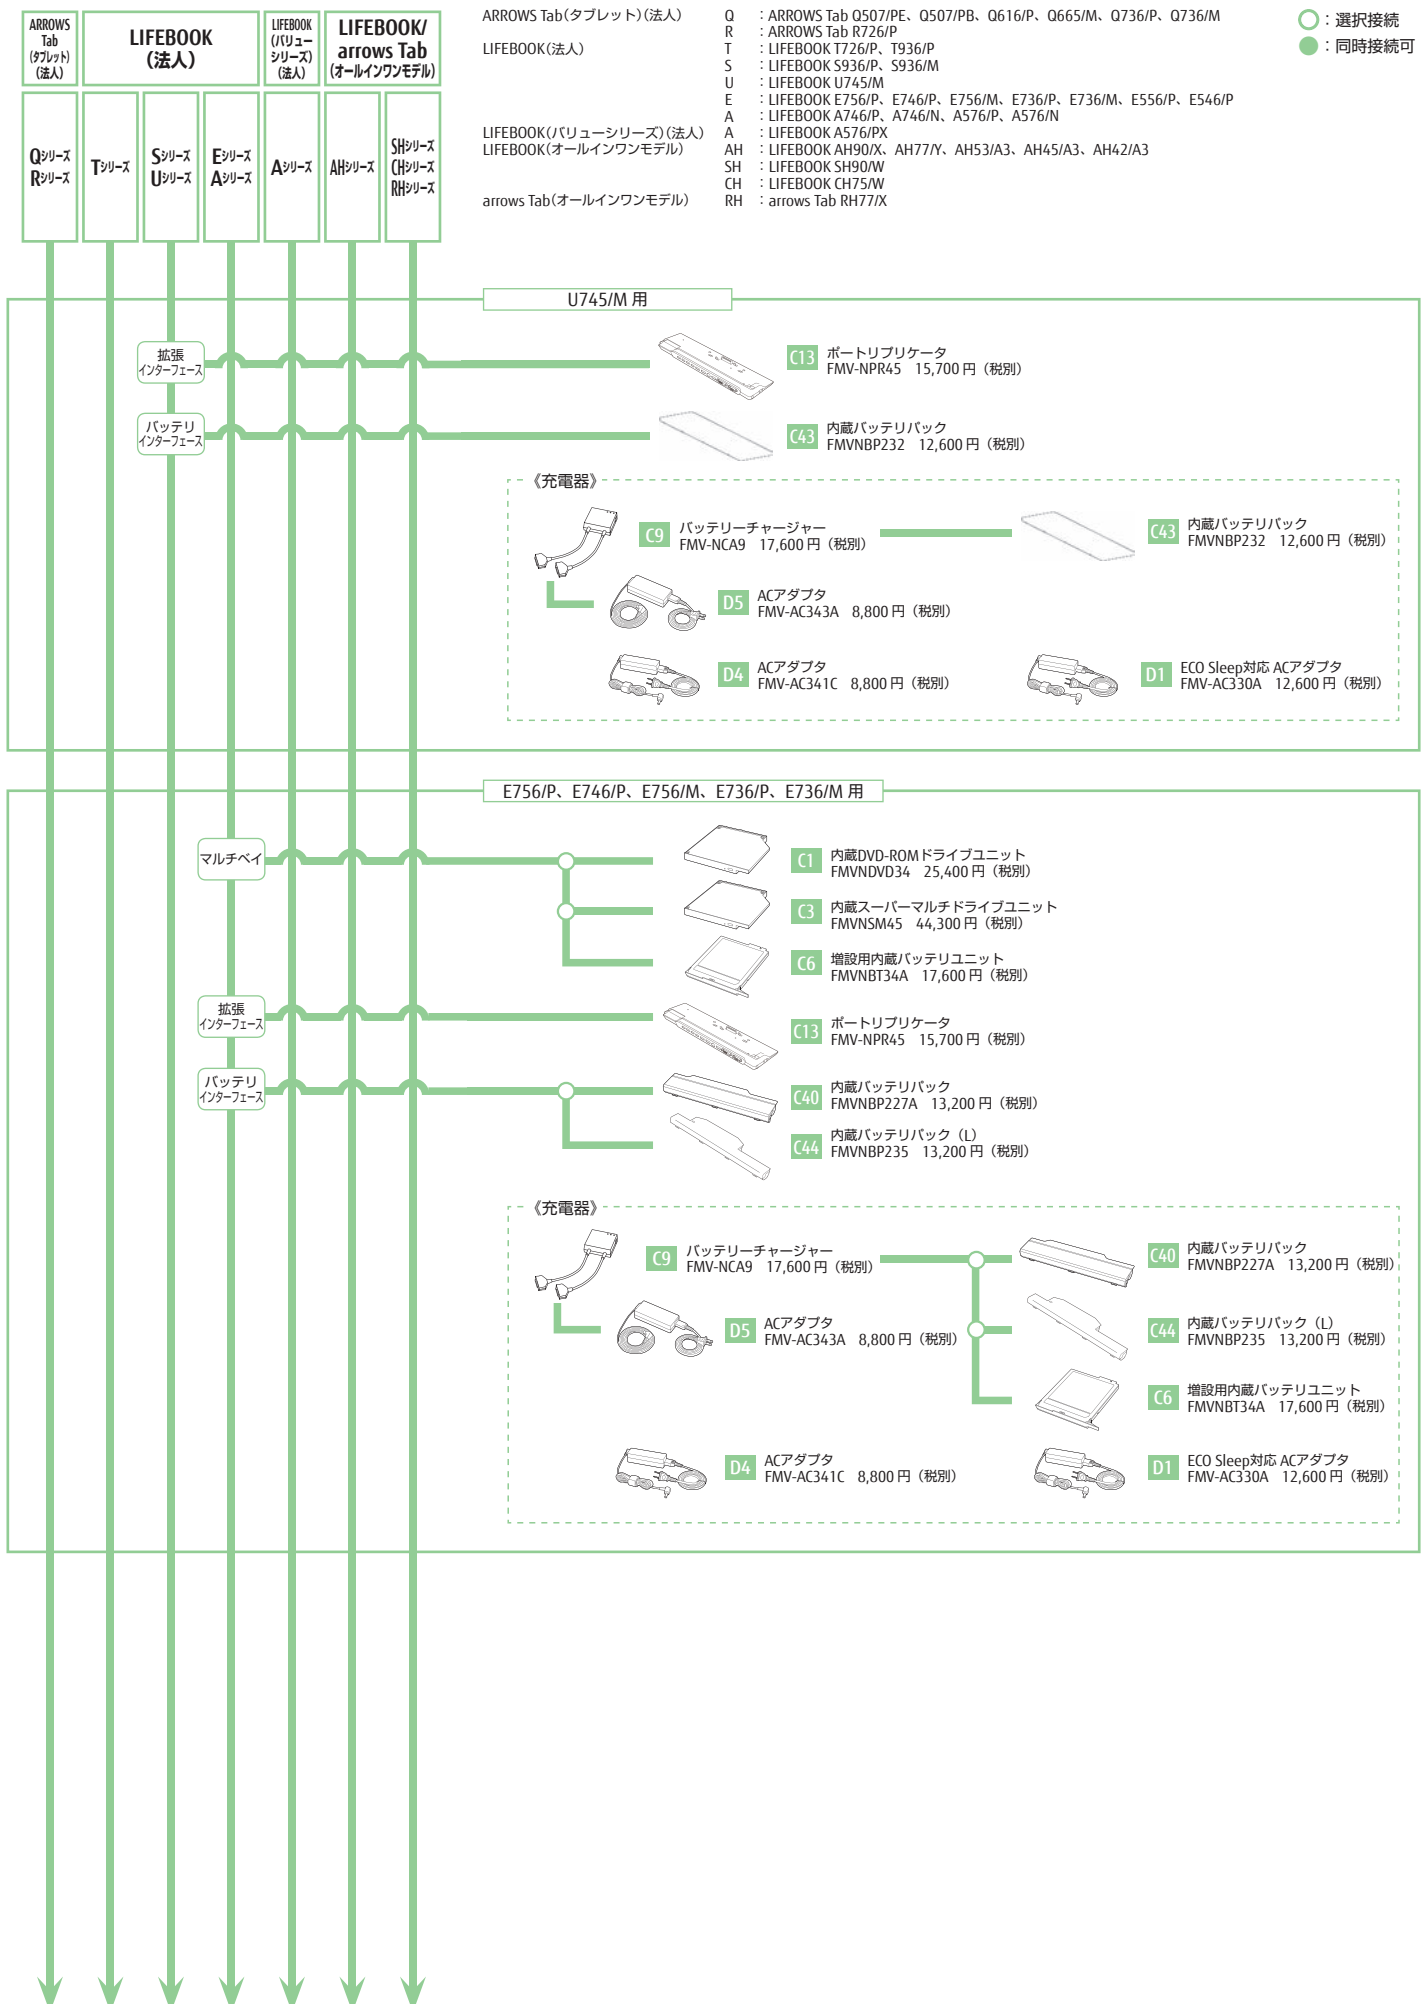 ARROWS
Tab
(タブレット)
(法人)
LIFEBOOK
(法人)
LIFEBOOK
(バリュー
シリーズ)
(法人)
LIFEBOOK/
arrows Tab
(オールインワンモデル)
Qシリーズ
Rシリーズ
Tシリーズ
Sシリーズ
Uシリーズ
Eシリーズ
Aシリーズ
Aシリーズ
AHシリーズ
SHシリーズ
CHシリーズ
RHシリーズ
ARROWS Tab(タブレット)(法人) Q :ARROWS Tab Q507/PE、Q507/PB、Q616/P、Q665/M、Q736/P、Q736/M
R :ARROWS Tab R726/P
LIFEBOOK(法人) T :LIFEBOOK T726/P、T936/P
S :LIFEBOOK S936/P、S936/M
U :LIFEBOOK U745/M
E :LIFEBOOK E756/P、E746/P、E756/M、E736/P、E736/M、E556/P、E546/P
A :LIFEBOOK A746/P、A746/N、A576/P、A576/N
LIFEBOOK(バリューシリーズ)(法人) A :LIFEBOOK A576/PX
LIFEBOOK(オールインワンモデル) AH :LIFEBOOK AH90/X、AH77/Y、AH53/A3、AH45/A3、AH42/A3
SH :LIFEBOOK SH90/W
CH :LIFEBOOK CH75/W
arrows Tab(オールインワンモデル) RH :arrows Tab RH77/X
:選択接続
:同時接続可
U745/M 用
拡張
インターフェース
C13 ポートリプリケータ
FMV-NPR45 15,700 円(税別)
バッテリ
インターフェース
C43 内蔵バッテリパック
FMVNBP232 12,600 円(税別)
《充電器》
C9 バッテリーチャージャー
FMV-NCA9 17,600 円(税別)
C43 内蔵バッテリパック
FMVNBP232 12,600 円(税別)
D5 ACアダプタ
FMV-AC343A 8,800 円(税別)
D4 ACアダプタ
FMV-AC341C 8,800 円(税別)
D1 ECO Sleep対応 ACアダプタ
FMV-AC330A 12,600 円(税別)
E756/P、E746/P、E756/M、E736/P、E736/M 用
マルチベイ
C1 内蔵DVD-ROMドライブユニット
FMVNDVD34 25,400 円(税別)
C3 内蔵スーパーマルチドライブユニット
FMVNSM45 44,300 円(税別)
C6 増設用内蔵バッテリユニット
FMVNBT34A 17,600 円(税別)
拡張
インターフェース
C13 ポートリプリケータ
FMV-NPR45 15,700 円(税別)
バッテリ
インターフェース
C40 内蔵バッテリパック
FMVNBP227A 13,200 円(税別)
C44 内蔵バッテリパック(L)
FMVNBP235 13,200 円(税別)
《充電器》
C9 バッテリーチャージャー
FMV-NCA9 17,600 円(税別)
C40 内蔵バッテリパック
FMVNBP227A 13,200 円(税別)
D5 ACアダプタ
FMV-AC343A 8,800 円(税別)
C44 内蔵バッテリパック(L)
FMVNBP235 13,200 円(税別)
C6 増設用内蔵バッテリユニット
FMVNBT34A 17,600 円(税別)
D4 ACアダプタ
FMV-AC341C 8,800 円(税別)
D1 ECO Sleep対応 ACアダプタ
FMV-AC330A 12,600 円(税別)